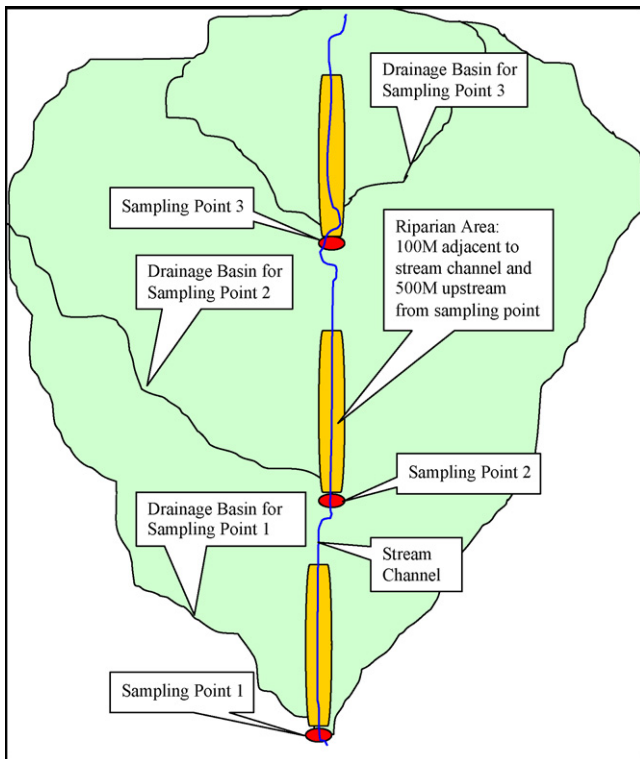 Drainage Basin for
Sampling Point 3
Sampling Point 3
Riparian Area:
100M adjacent to
stream channel and
500M upstream
from sampling point
Drainage Basin for
Sampling Point 2
Sampling Point 2
Drainage Basin for
Sampling Point 1
Stream
Channel
Sampling Point 1